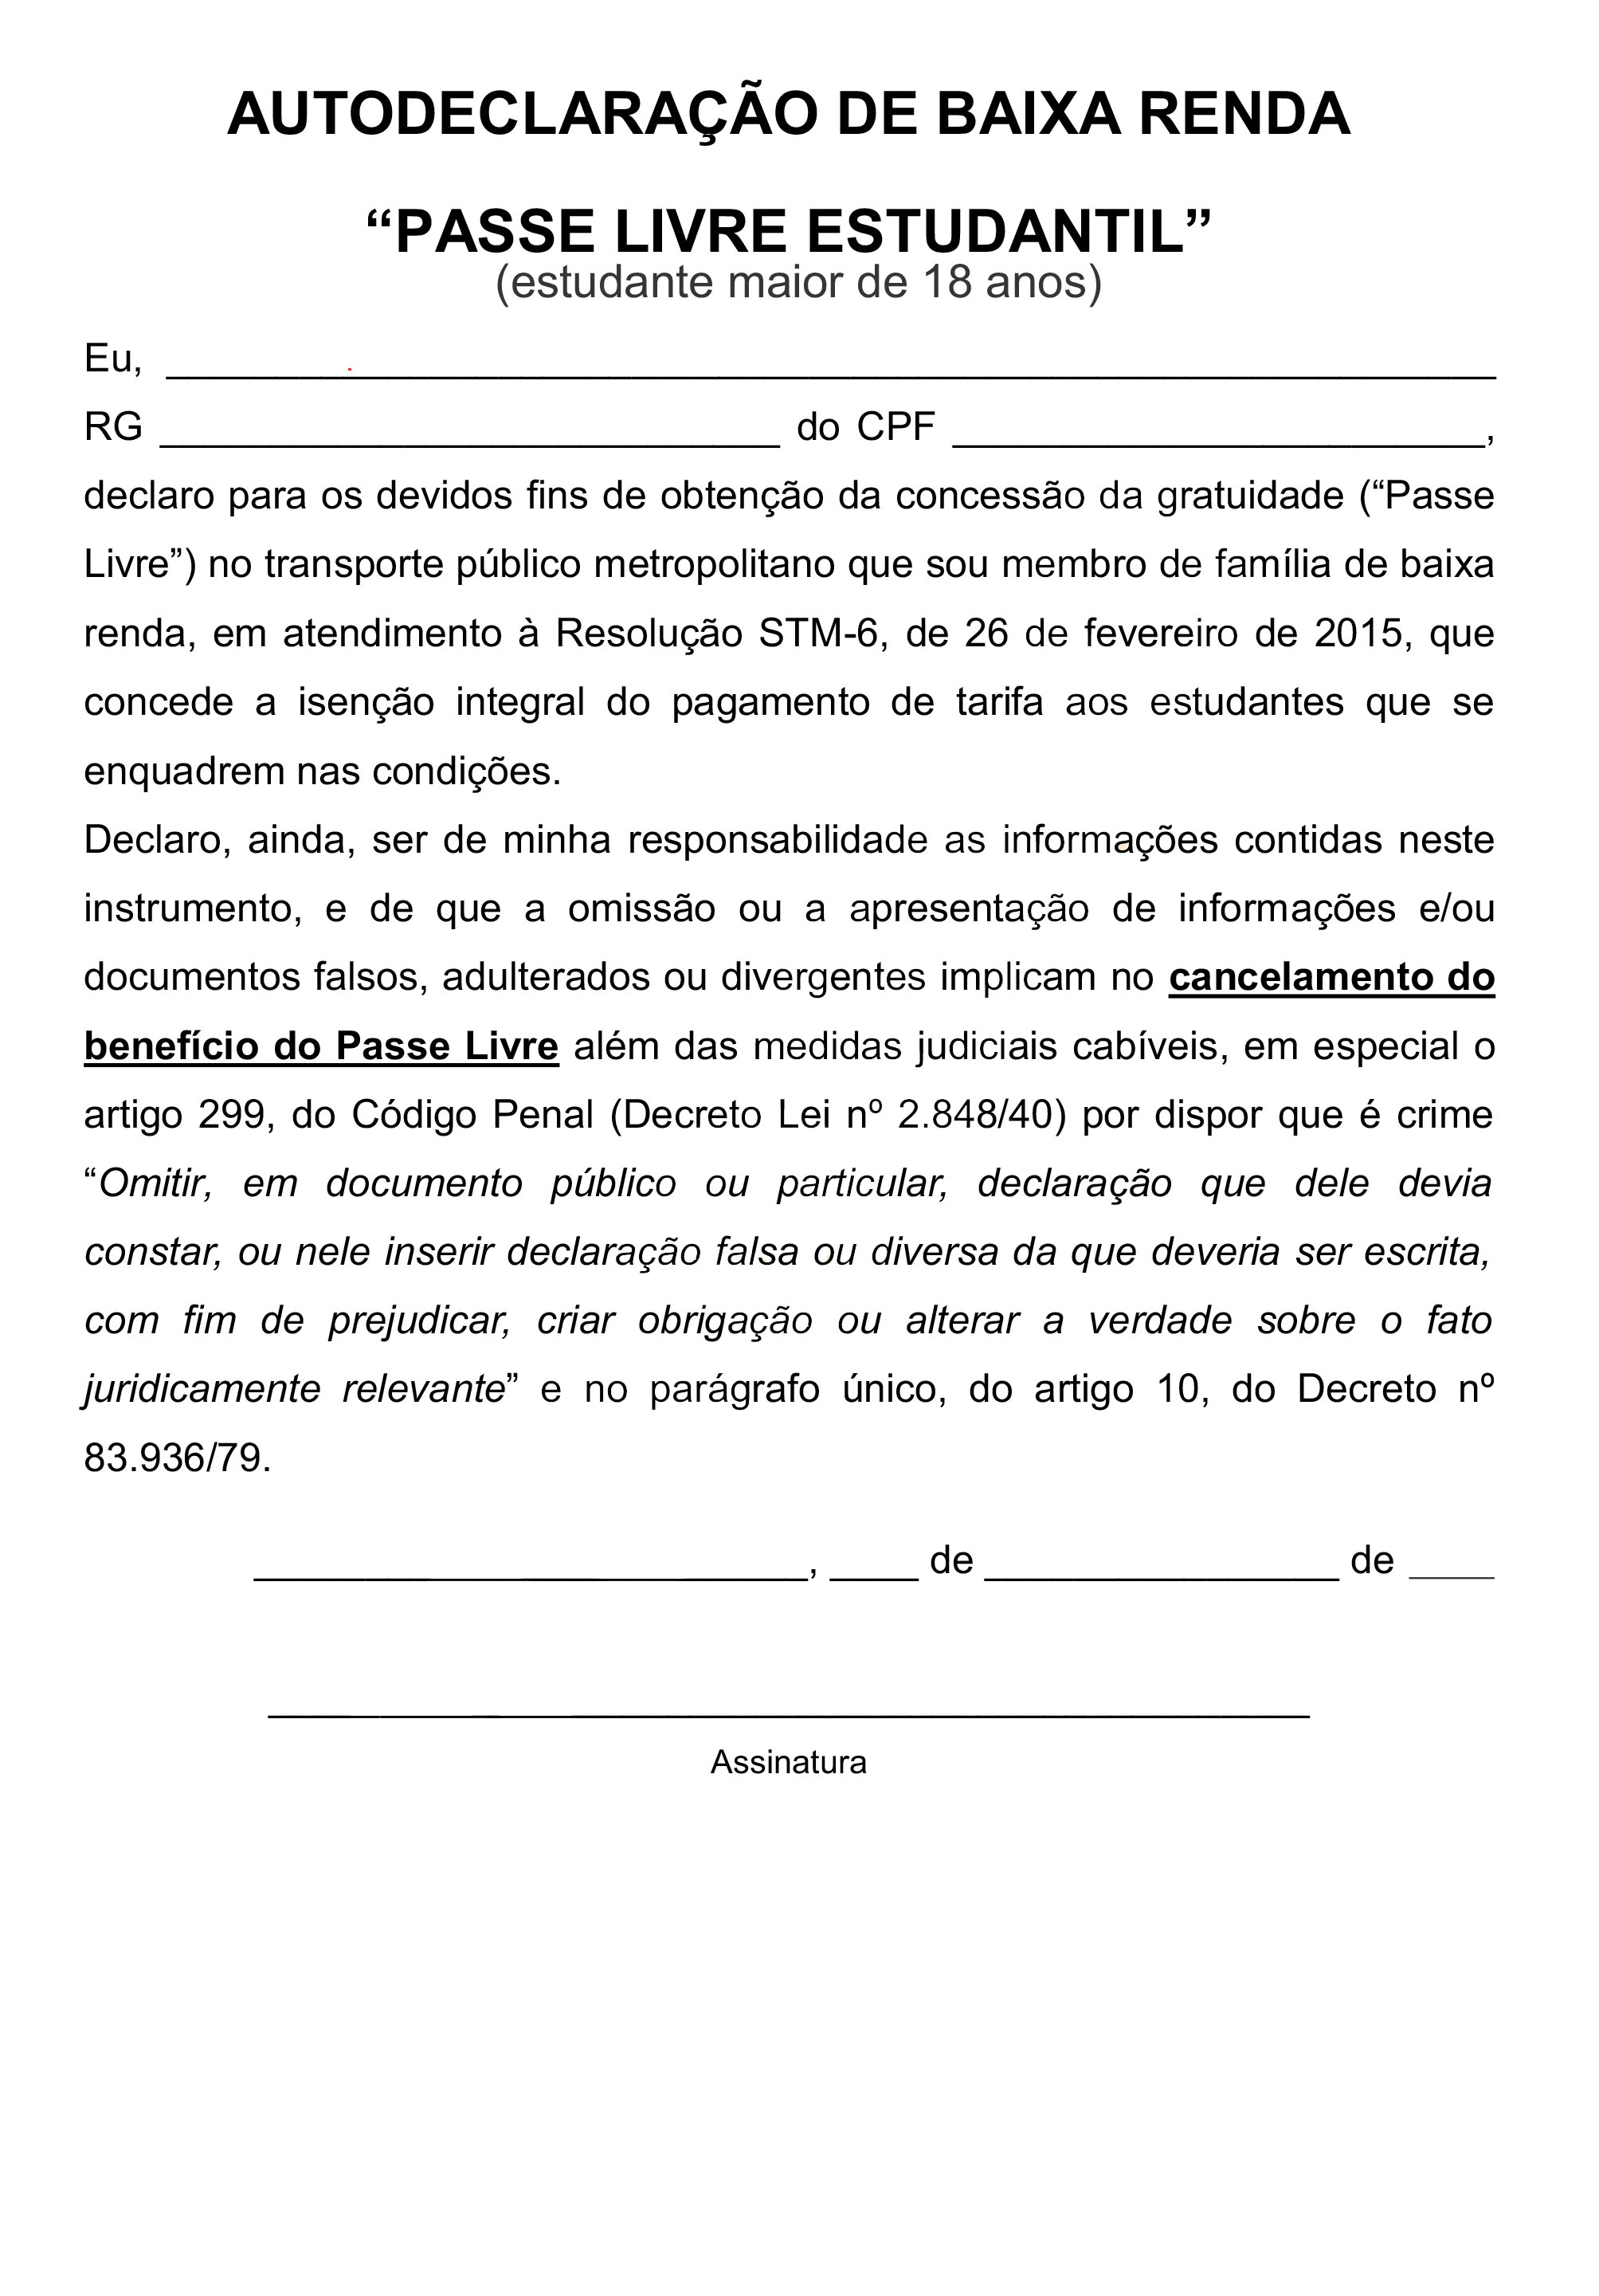 AUTODECLARAÇÃO DE BAIXA RENDA
“PASSE LIVRE ESTUDANTIL”
(estudante maior de 18 anos)
Eu, ____________________________________________________________
RG ____________________________ do CPF ________________________,
declaro para os devidos fins de obtenção da concessão da gratuidade (“Passe
Livre”) no transporte público metropolitano que sou membro de família de baixa
renda, em atendimento à Resolução STM-6, de 26 de fevereiro de 2015, que
concede a isenção integral do pagamento de tarifa aos estudantes que se
enquadrem nas condições.
Declaro, ainda, ser de minha responsabilidade as informações contidas neste
instrumento, e de que a omissão ou a apresentação de informações e/ou
documentos falsos, adulterados ou divergentes implicam no cancelamento do
benefício do Passe Livre além das medidas judiciais cabíveis, em especial o
artigo 299, do Código Penal (Decreto Lei nº 2.848/40) por dispor que é crime
“Omitir, em documento público ou particular, declaração que dele devia
constar, ou nele inserir declaração falsa ou diversa da que deveria ser escrita,
com fim de prejudicar, criar obrigação ou alterar a verdade sobre o fato
juridicamente relevante” e no parágrafo único, do artigo 10, do Decreto nº
83.936/79.
_________________________, ____ de ________________ de ____
_______________________________________________
Assinatura